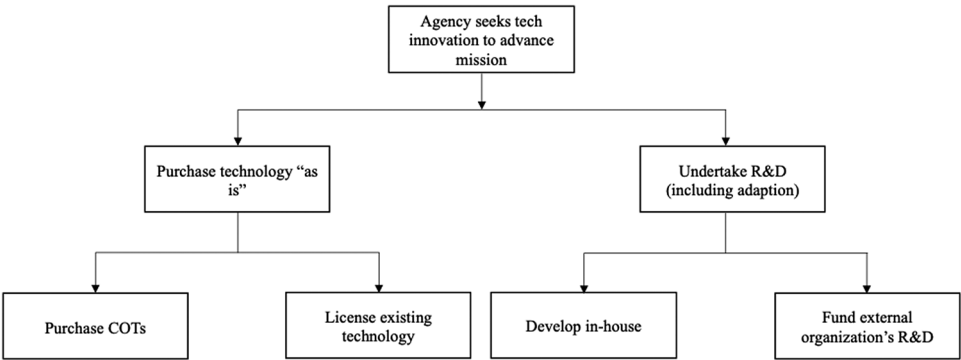 Agency seeks tech
innovation to advance
mission
Purchase technology “as
is”
Undertake R&D
(including adaption)
Purchase COTs
License existing
technology
Develop in-house
Fund external
organization’s R&D